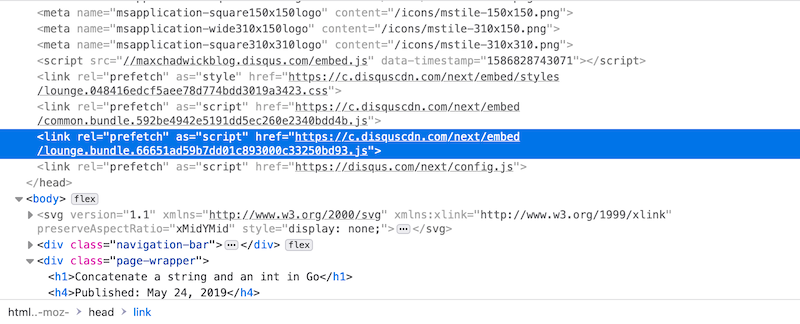 <meta name="msapplication-square150x150logo" content="/icons/mstile-150x150.png">
<meta name="msapplication-wide310x150logo" content="/icons/mstile-310x150.png">
<meta name="msapplication-square310x310logo" content="/icons/mstile-310x310.png">
<script src="//maxchadwickblog.disqus.com/embed.js" data-timestamp="1586828743071"></script>
<link rel="prefetch" as="style" href="https://c.disquscdn.com/next/embed/styles
/lounge.048416edcf5aee78d774bdd3019a3423.css">
<link rel="prefetch" as="script" href="https://c.disquscdn.com/next/embed
/common.bundle.592be4942e5191dd5ec260e2340bdd4b.js">
<link rel="prefetch" as="script" href="https://c.disquscdn.com/next/embed
/lounge.bundle.66651ad59b7dd01c893000c33250bd93.js">
<link rel="prefetch" as="script" href="https://disqus.com/next/config.js">
</head>
<body> flex
<svg version="1.1" xmlns="http://www.w3.org/2000/svg" xmlns:xlink="http://www.w3.org/1999/xlink"
preserveAspectRatio="xMidYMid" style="display: none;"> ••• </svg>
<div class="navigation-bar"> ••• </div> flex
<div class="page-wrapper">
<h1>Concatenate a string and an int in Go</h1>
<h4>Published: May 24, 2019</h4>
html..-moz- > head > link